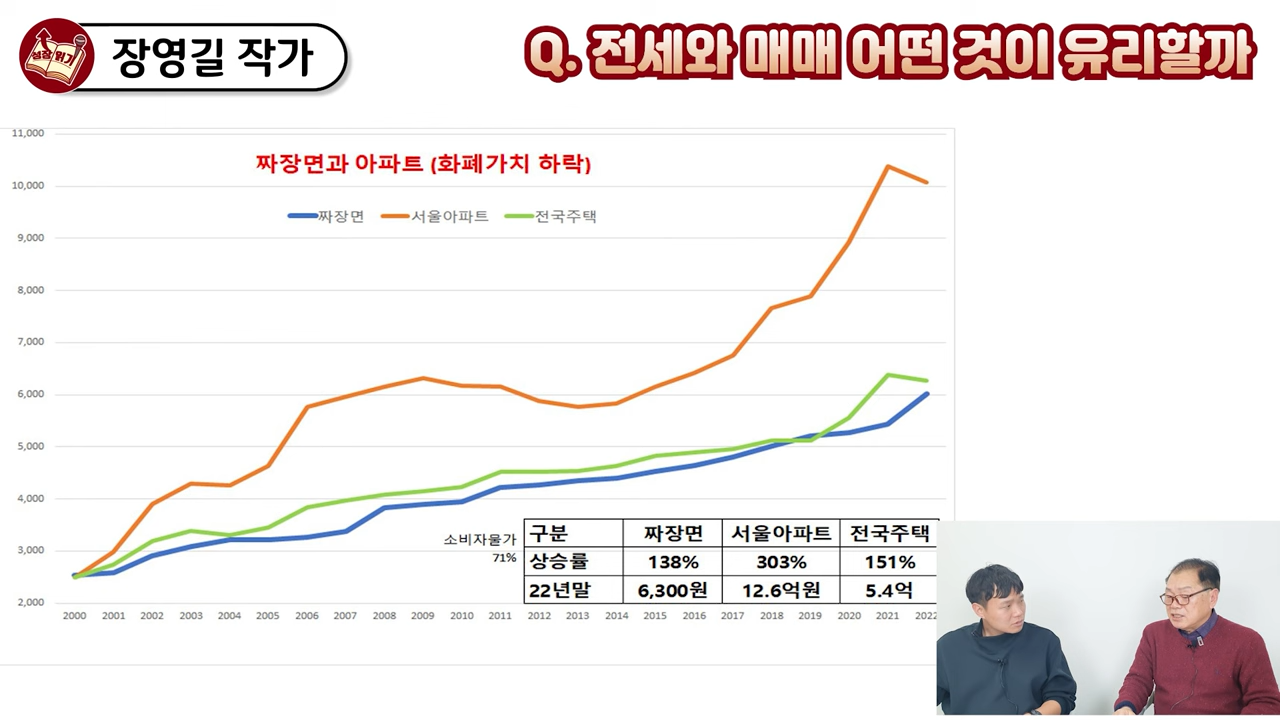 성장 읽기
장영길 작가
Q. 전세와 매매 어떤 것이 유리할까
짜장면과 아파트 (화폐가치 하락)
짜장면 서울아파트 전국주택
11,000
10,000
9,000
8,000
7,000
6,000
5,000
4,000
3,000
2,000
소비자물가
71%
구분 짜장면 서울아파트 전국주택
상승률 138% 303% 151%
22년말 6,300원 12.6억원 5.4억
2000 2001 2002 2003 2004 2005 2006 2007 2008 2009 2010 2011 2012 2013 2014 2015 2016 2017 2018 2019 2020 2021 2022